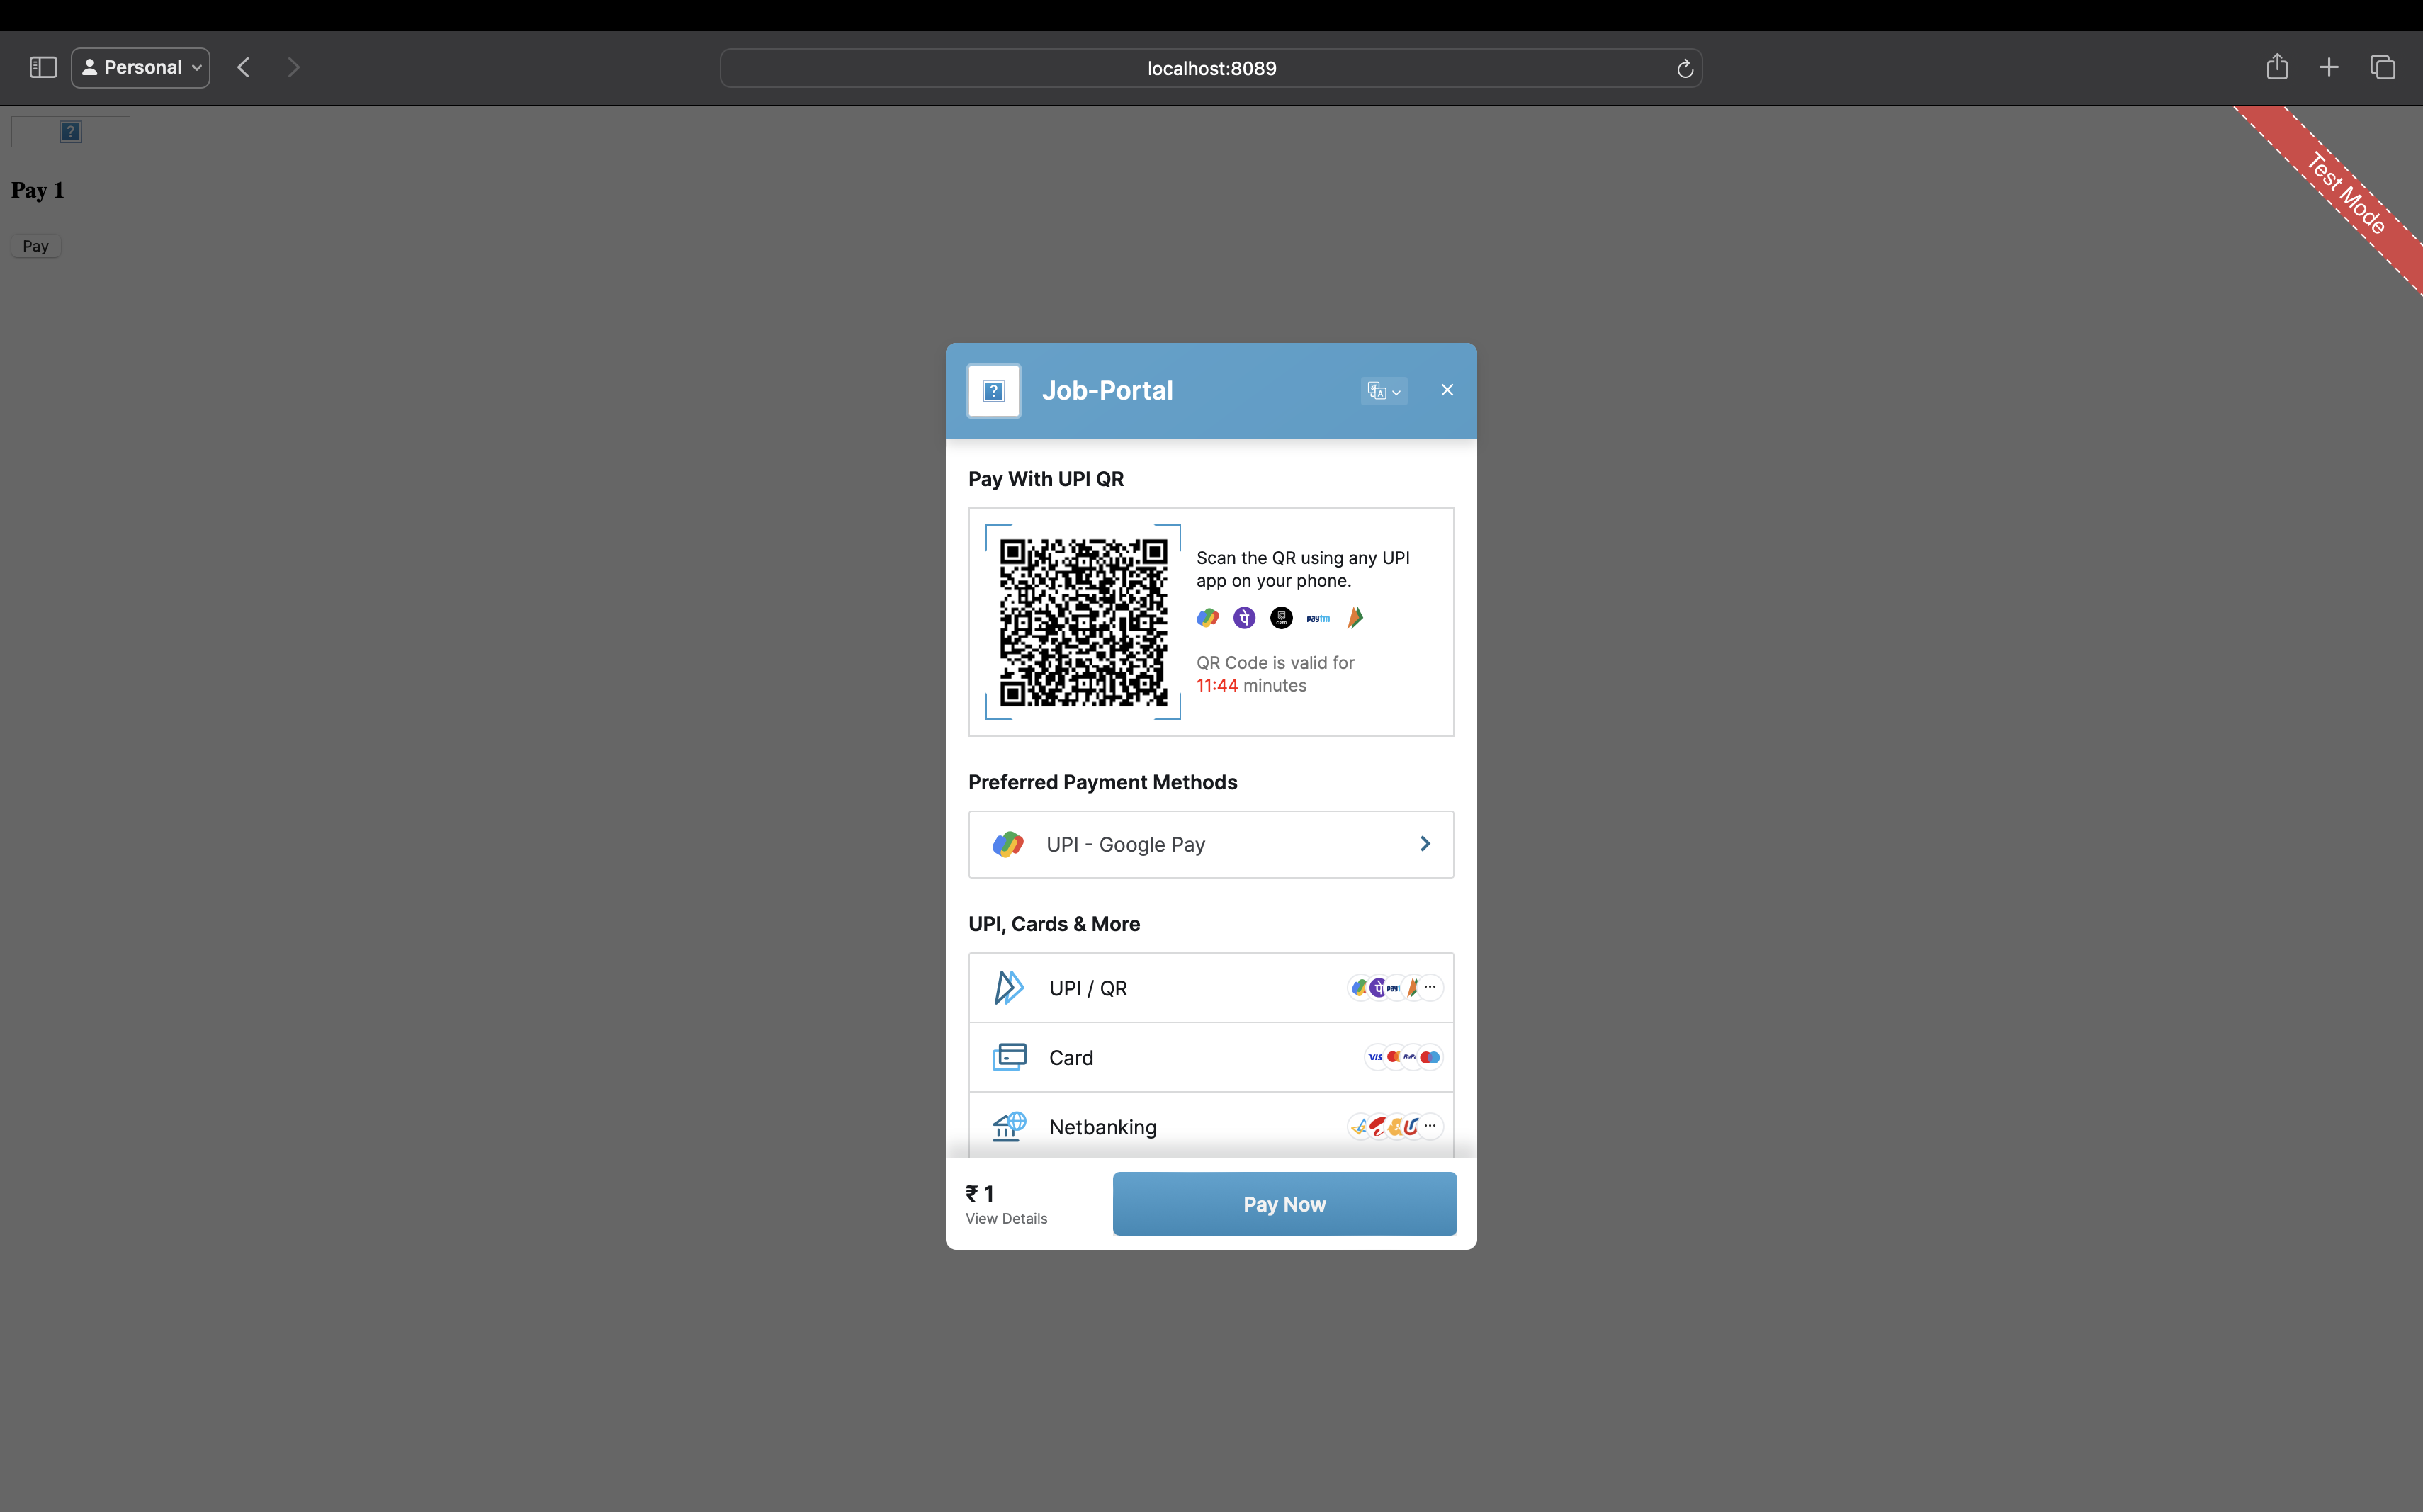 Personal
localhost:8089
Test Mode
Pay 1
Pay
Job-Portal
Pay With UPI QR
Scan the QR using any UPI
app on your phone.
पे CRED paytm
QR Code is valid for
11:44 minutes
Preferred Payment Methods
UPI - Google Pay
UPI, Cards & More
UPI / QR
Card
Netbanking
₹ 1
View Details
Pay Now